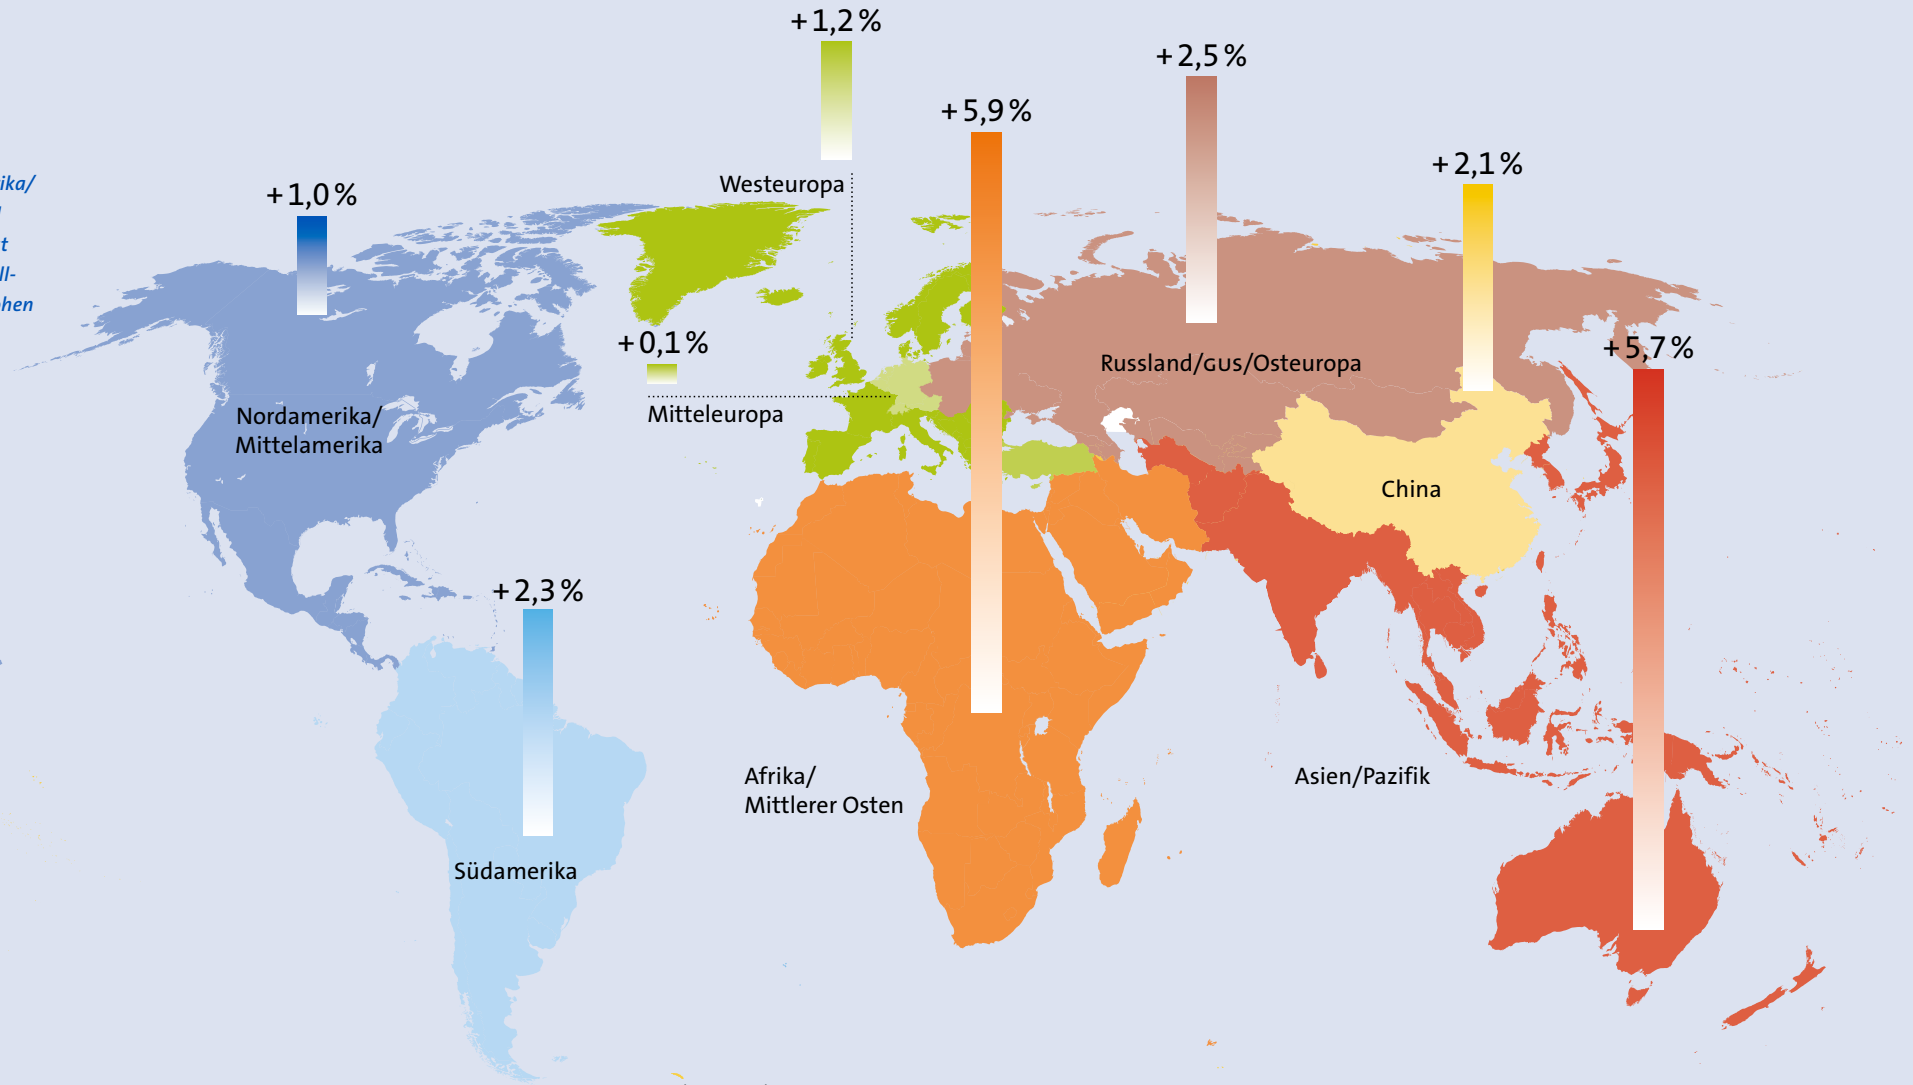 + 1,2 %
+ 2,5 %
+ 5,9 %
+ 2,1 %
Westeuropa
+ 1,0 %
+ 0,1 %
+ 5,7 %
Russland/GUS/Osteuropa
Mitteleuropa
Nordamerika/
Mittelamerika
China
+ 2,3 %
Afrika/
Mittlerer Osten
Asien/Pazifik
Südamerika